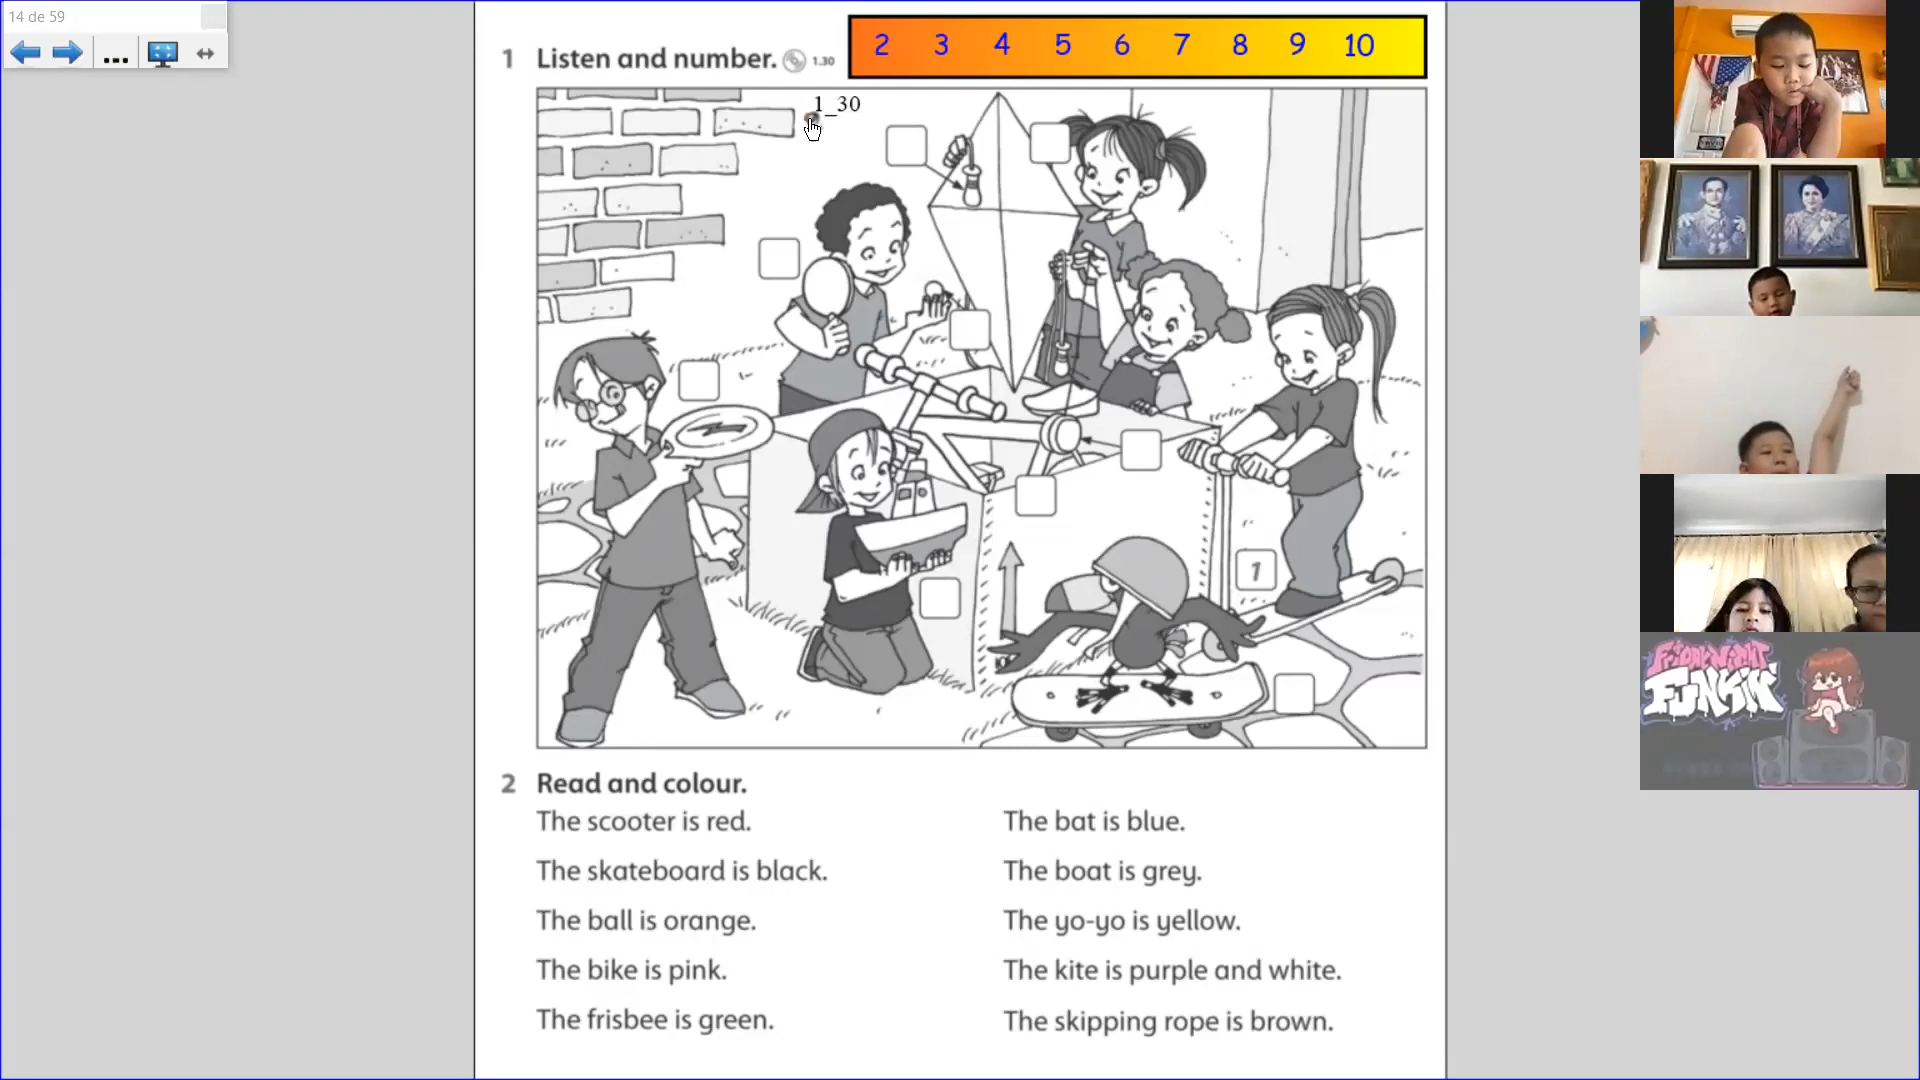 14 de 59
...
1 Listen and number. 1.30
2 3 4 5 6 7 8 9 10
1_30
1
2 Read and colour.
The scooter is red.
The skateboard is black.
The ball is orange.
The bike is pink.
The frisbee is green.
The bat is blue.
The boat is grey.
The yo-yo is yellow.
The kite is purple and white.
The skipping rope is brown.
FRIDAY NIGHT
FUNKIN'